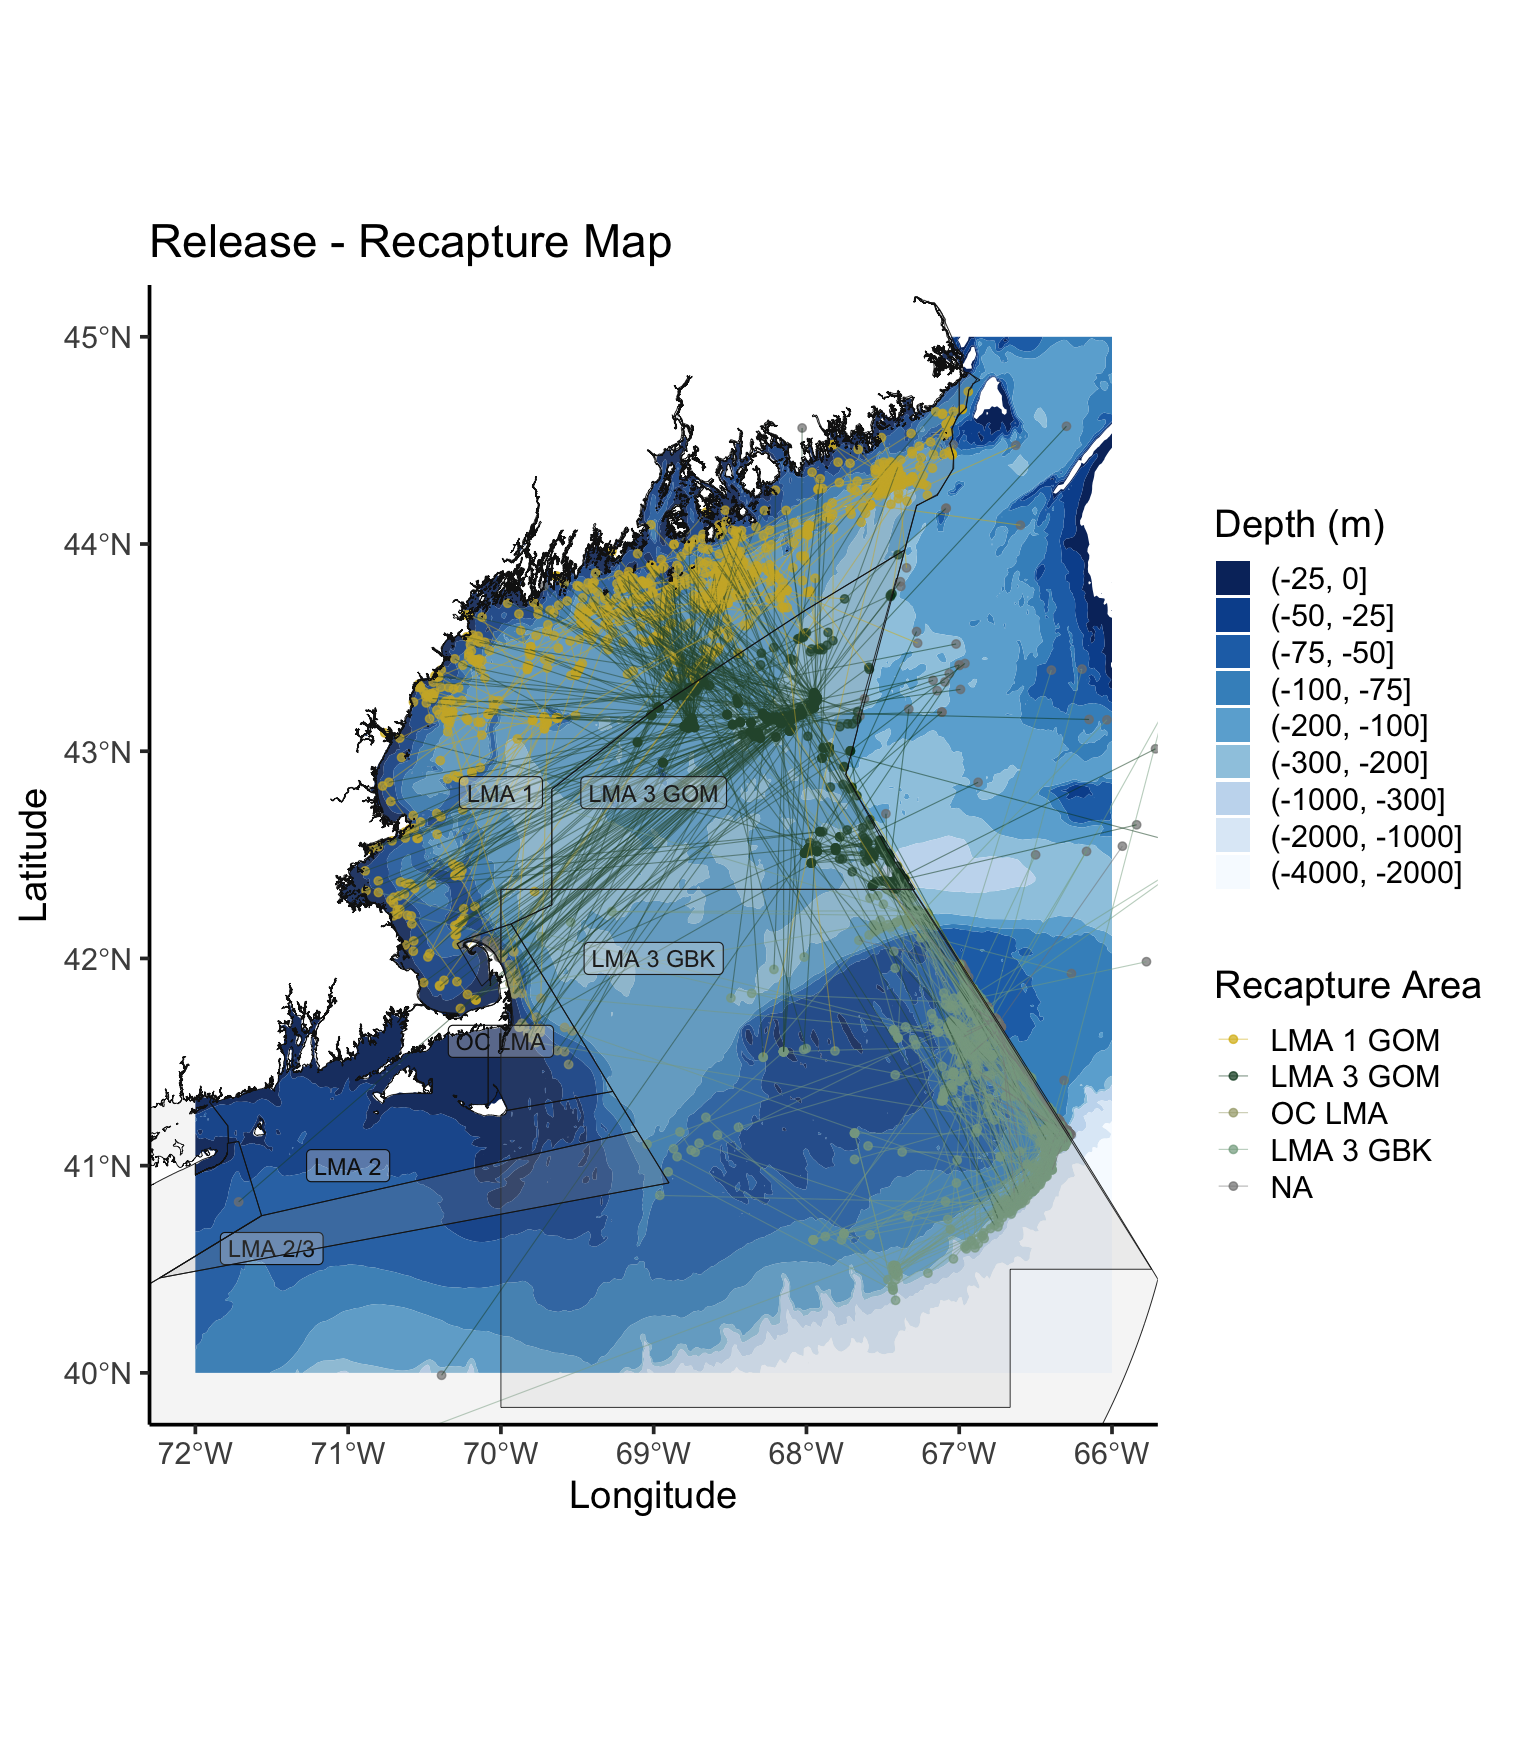 Release - Recapture Map
45°N
44°N
43°N
42°N
41°N
40°N
Latitude
LMA 1
LMA 3 GOM
LMA 3 GBK
OC LMA
LMA 2
LMA 2/3
72°W
71°W
70°W
69°W
68°W
67°W
66°W
Longitude
Depth (m)
(-25, 0]
(-50, -25]
(-75, -50]
(-100, -75]
(-200, -100]
(-300, -200]
(-1000, -300]
(-2000, -1000]
(-4000, -2000]
Recapture Area
LMA 1 GOM
LMA 3 GOM
OC LMA
LMA 3 GBK
NA